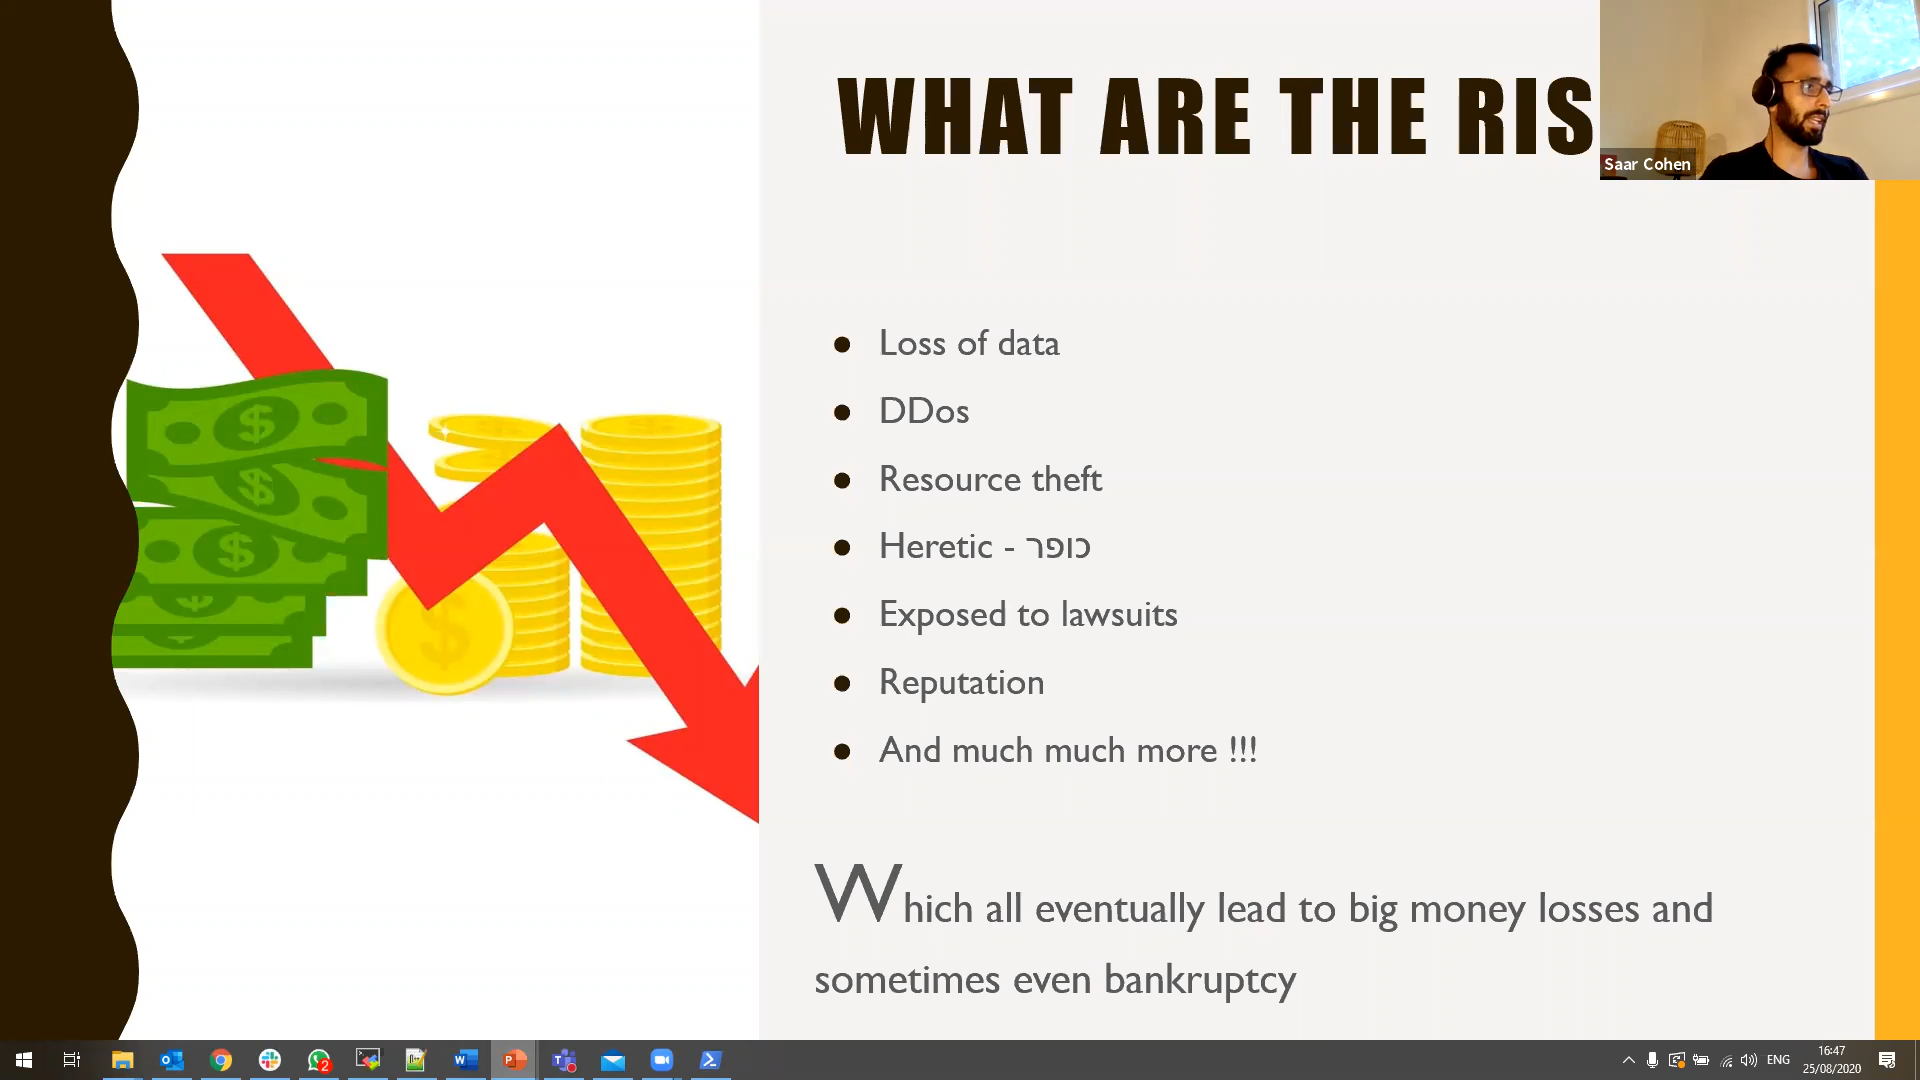 WHAT ARE THE RIS
Saar Cohen
Loss of data
DDos
Resource theft
Heretic - כופר
Exposed to lawsuits
Reputation
And much much more !!!
Which all eventually lead to big money losses and
sometimes even bankruptcy
2
ENG
16:47
25/08/2020